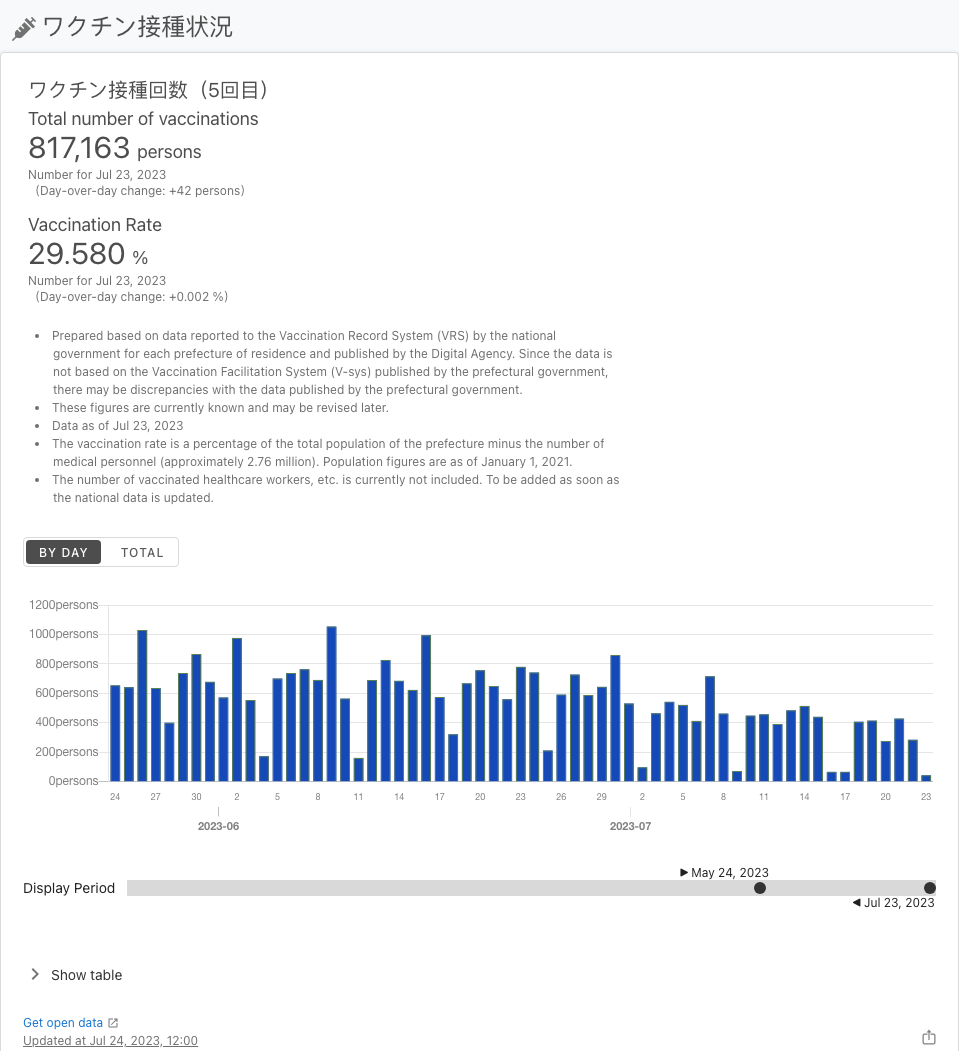 ワクチン接種状況
ワクチン接種回数（5回目）
Total number of vaccinations
817,163 persons
Number for Jul 23, 2023
（Day-over-day change: +42 persons）
Vaccination Rate
29.580 %
Number for Jul 23, 2023
（Day-over-day change: +0.002 %）
• Prepared based on data reported to the Vaccination Record System (VRS) by the national
government for each prefecture of residence and published by the Digital Agency. Since the data is
not based on the Vaccination Facilitation System (V-sys) published by the prefectural government,
there may be discrepancies with the data published by the prefectural government.
• These figures are currently known and may be revised later.
• Data as of Jul 23, 2023
• The vaccination rate is a percentage of the total population of the prefecture minus the number of
medical personnel (approximately 2.76 million). Population figures are as of January 1, 2021.
• The number of vaccinated healthcare workers, etc. is currently not included. To be added as soon as
the national data is updated.
BY DAY TOTAL
1200persons
1000persons
800persons
600persons
400persons
200persons
0persons
24 27 30 2 5 8 11 14 17 20 23 26 29 2 5 8 11 14 17 20 23
2023-06 2023-07
▶ May 24, 2023
Display Period
◀ Jul 23, 2023
Show table
Get open data
Updated at Jul 24, 2023, 12:00